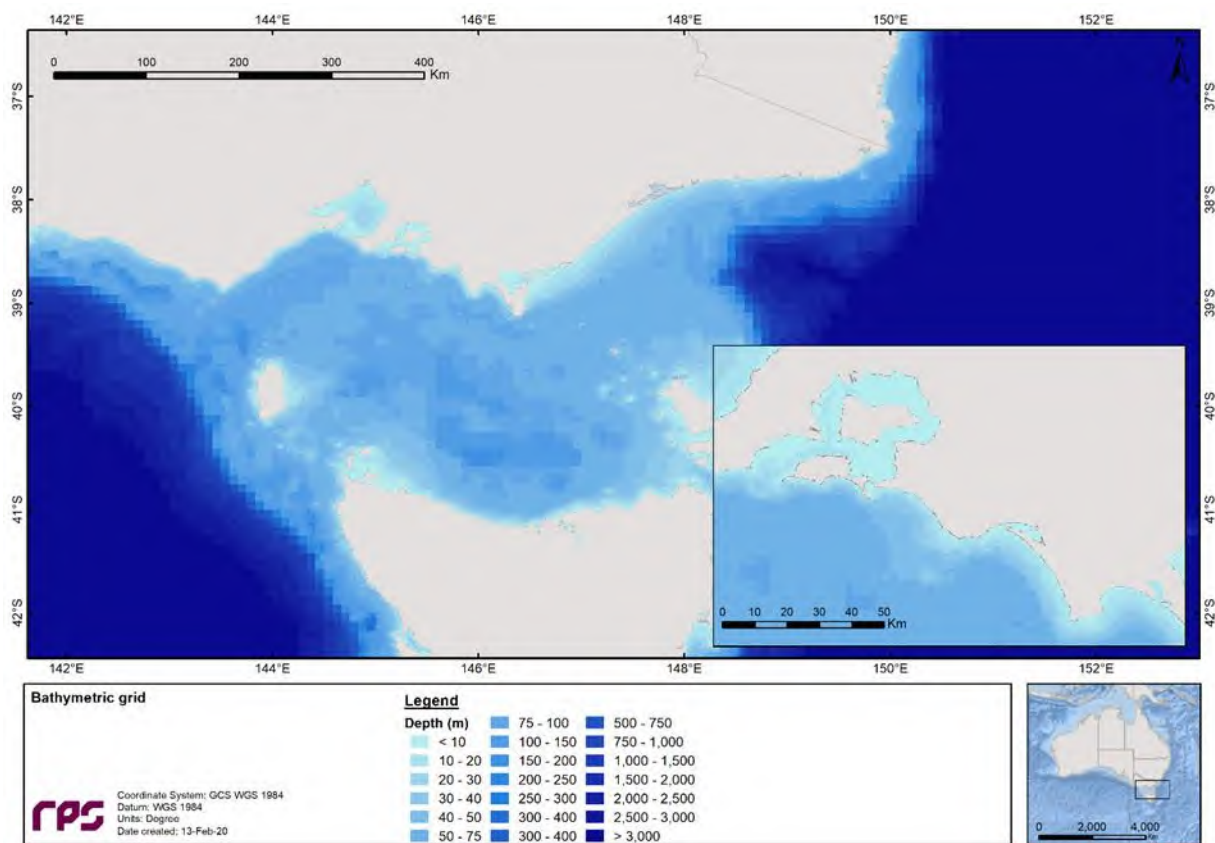 142°E 144°E 146°E 148°E 150°E 152°E
0 100 200 300 400
Km
N
37°S 37°S
38°S 38°S
39°S 39°S
40°S 40°S
41°S 41°S
42°S 42°S
0 10 20 30 40 50
Km
142°E 144°E 146°E 148°E 150°E 152°E
Bathymetric grid
Legend
Depth (m)
< 10
10 - 20
20 - 30
30 - 40
40 - 50
50 - 75
75 - 100
100 - 150
150 - 200
200 - 250
250 - 300
300 - 400
300 - 400
500 - 750
750 - 1,000
1,000 - 1,500
1,500 - 2,000
2,000 - 2,500
2,500 - 3,000
> 3,000
rps
Coordinate System: GCS WGS 1984
Datum: WGS 1984
Units: Degree
Date created: 13-Feb-20
0 2,000 4,000
Km